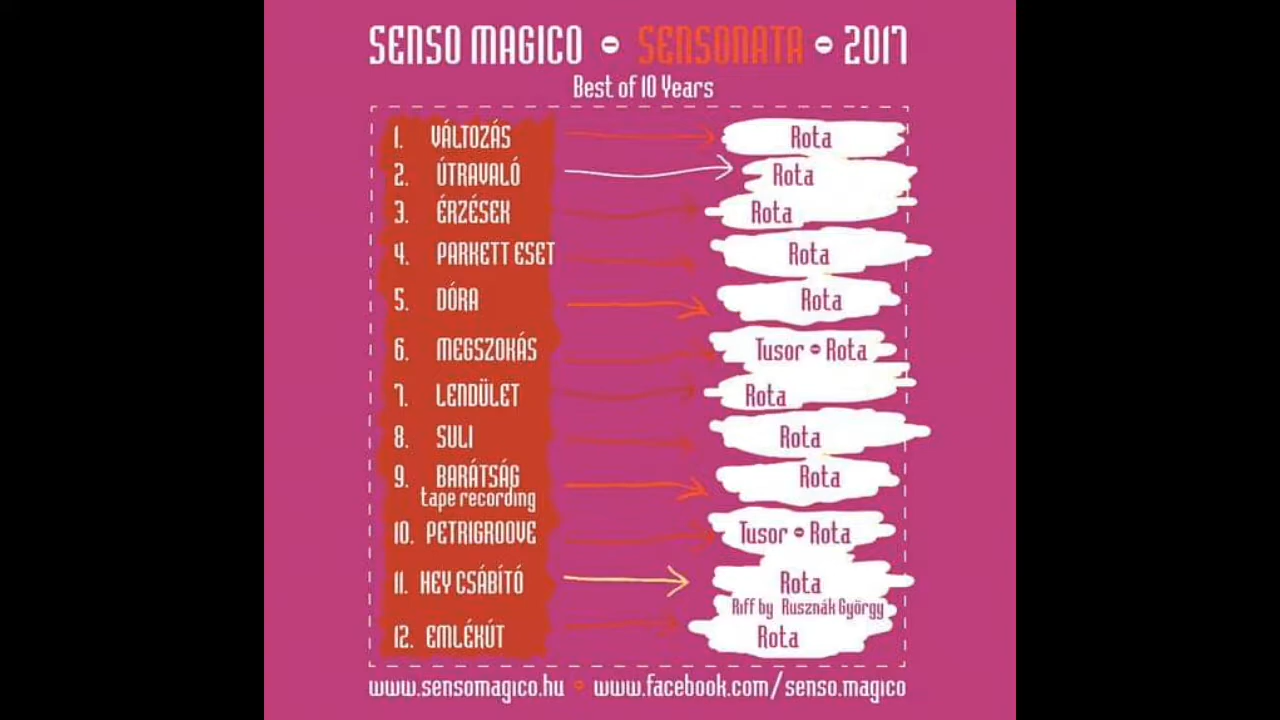 SENSO MAGICO • SENSONATA • 2017
Best of 10 Years
1. VÁLTOZÁS Rota
2. ÚTRAVALÓ Rota
3. ÉRZÉSEK Rota
4. PARKETT ESET Rota
5. DÓRA Rota
6. MEGSZOKÁS Tusor • Rota
7. LENDÜLET Rota
8. SULI Rota
9. BARÁTSÁG Rota
tape recording
10. PETRIGROOVE Tusor • Rota
11. HEY CSÁBÍTÓ Rota
Riff by Rusznák György
12. EMLÉKÚT Rota
www.sensomagico.hu • www.facebook.com/senso.magico